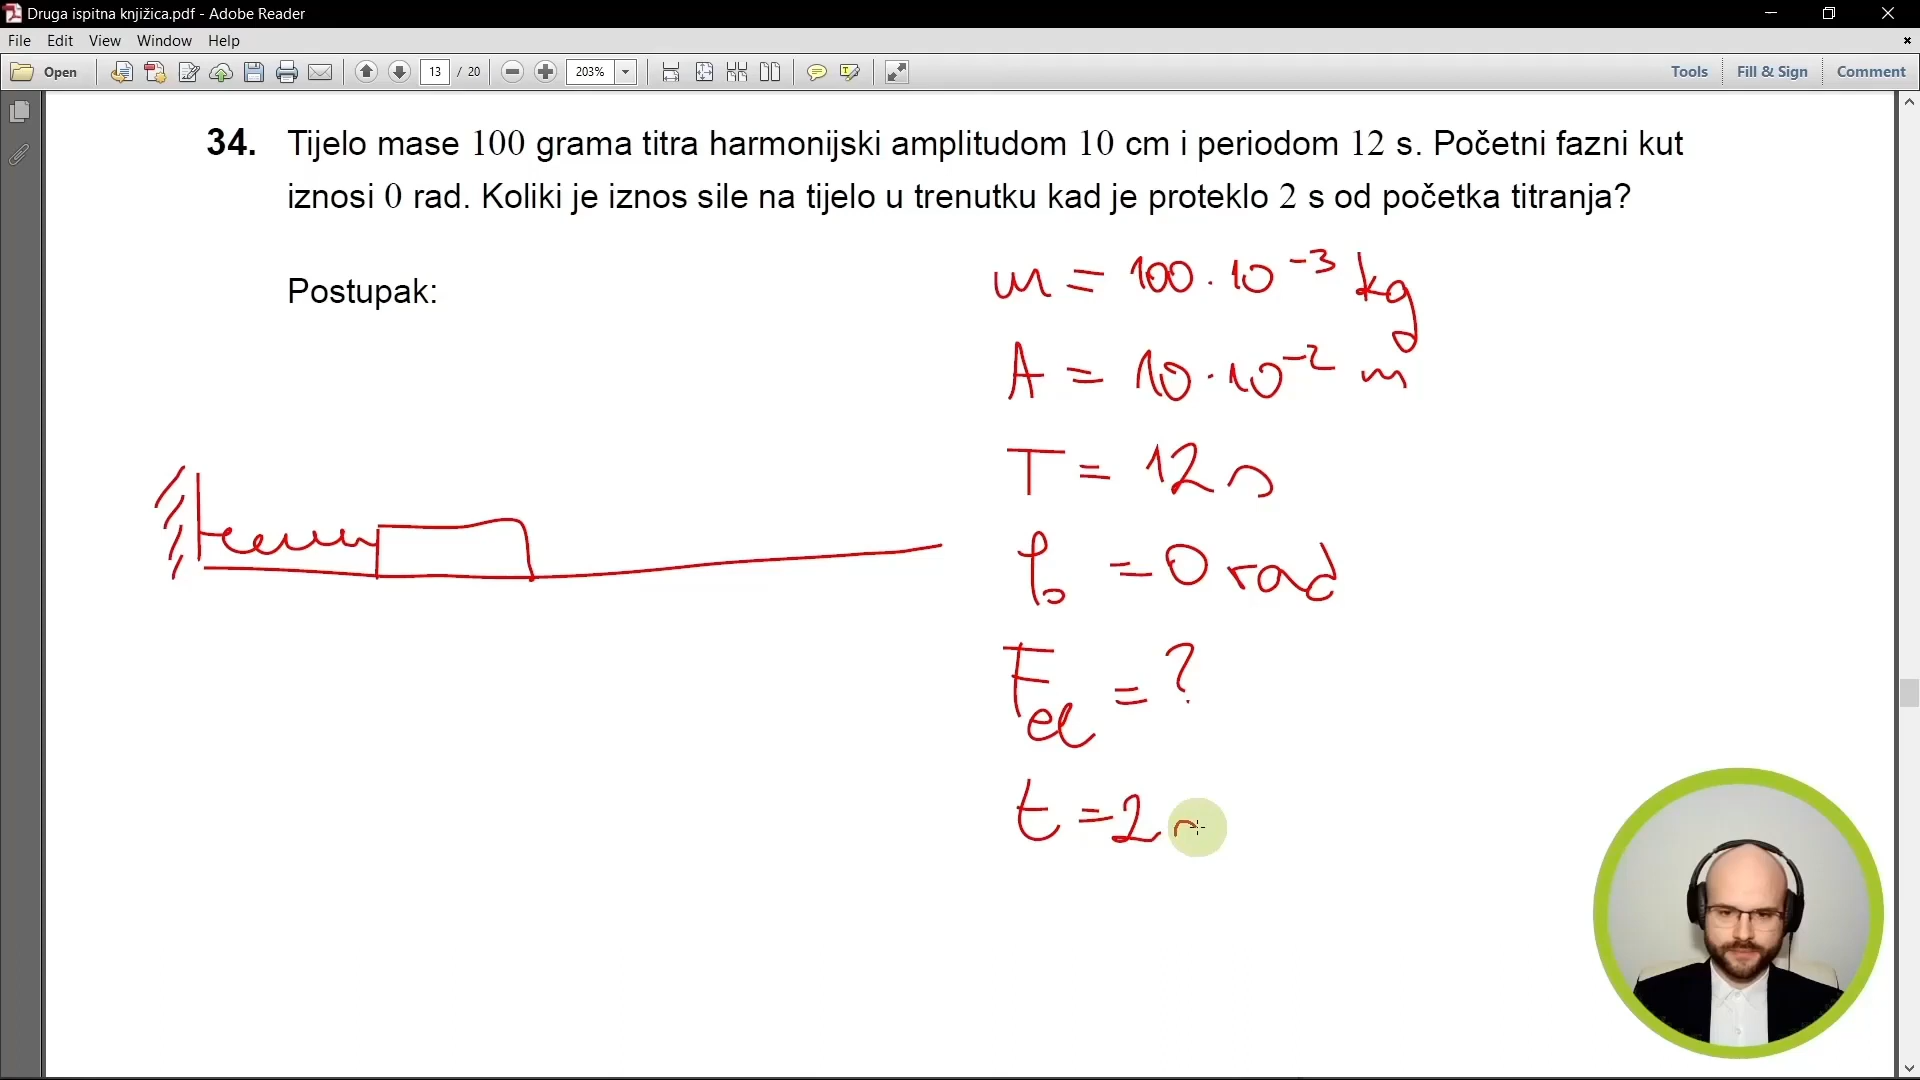 Druga ispitna knjižica.pdf - Adobe Reader
File Edit View Window Help
Open 13 / 20 203% Tools Fill & Sign Comment
34. Tijelo mase 100 grama titra harmonijski amplitudom 10 cm i periodom 12 s. Početni fazni kut
iznosi 0 rad. Koliki je iznos sile na tijelo u trenutku kad je proteklo 2 s od početka titranja?
Postupak:
m = 100 · 10⁻³ kg
A = 10 · 10⁻² m
T = 12 s
φ₀ = 0 rad
F_el = ?
t = 2 s